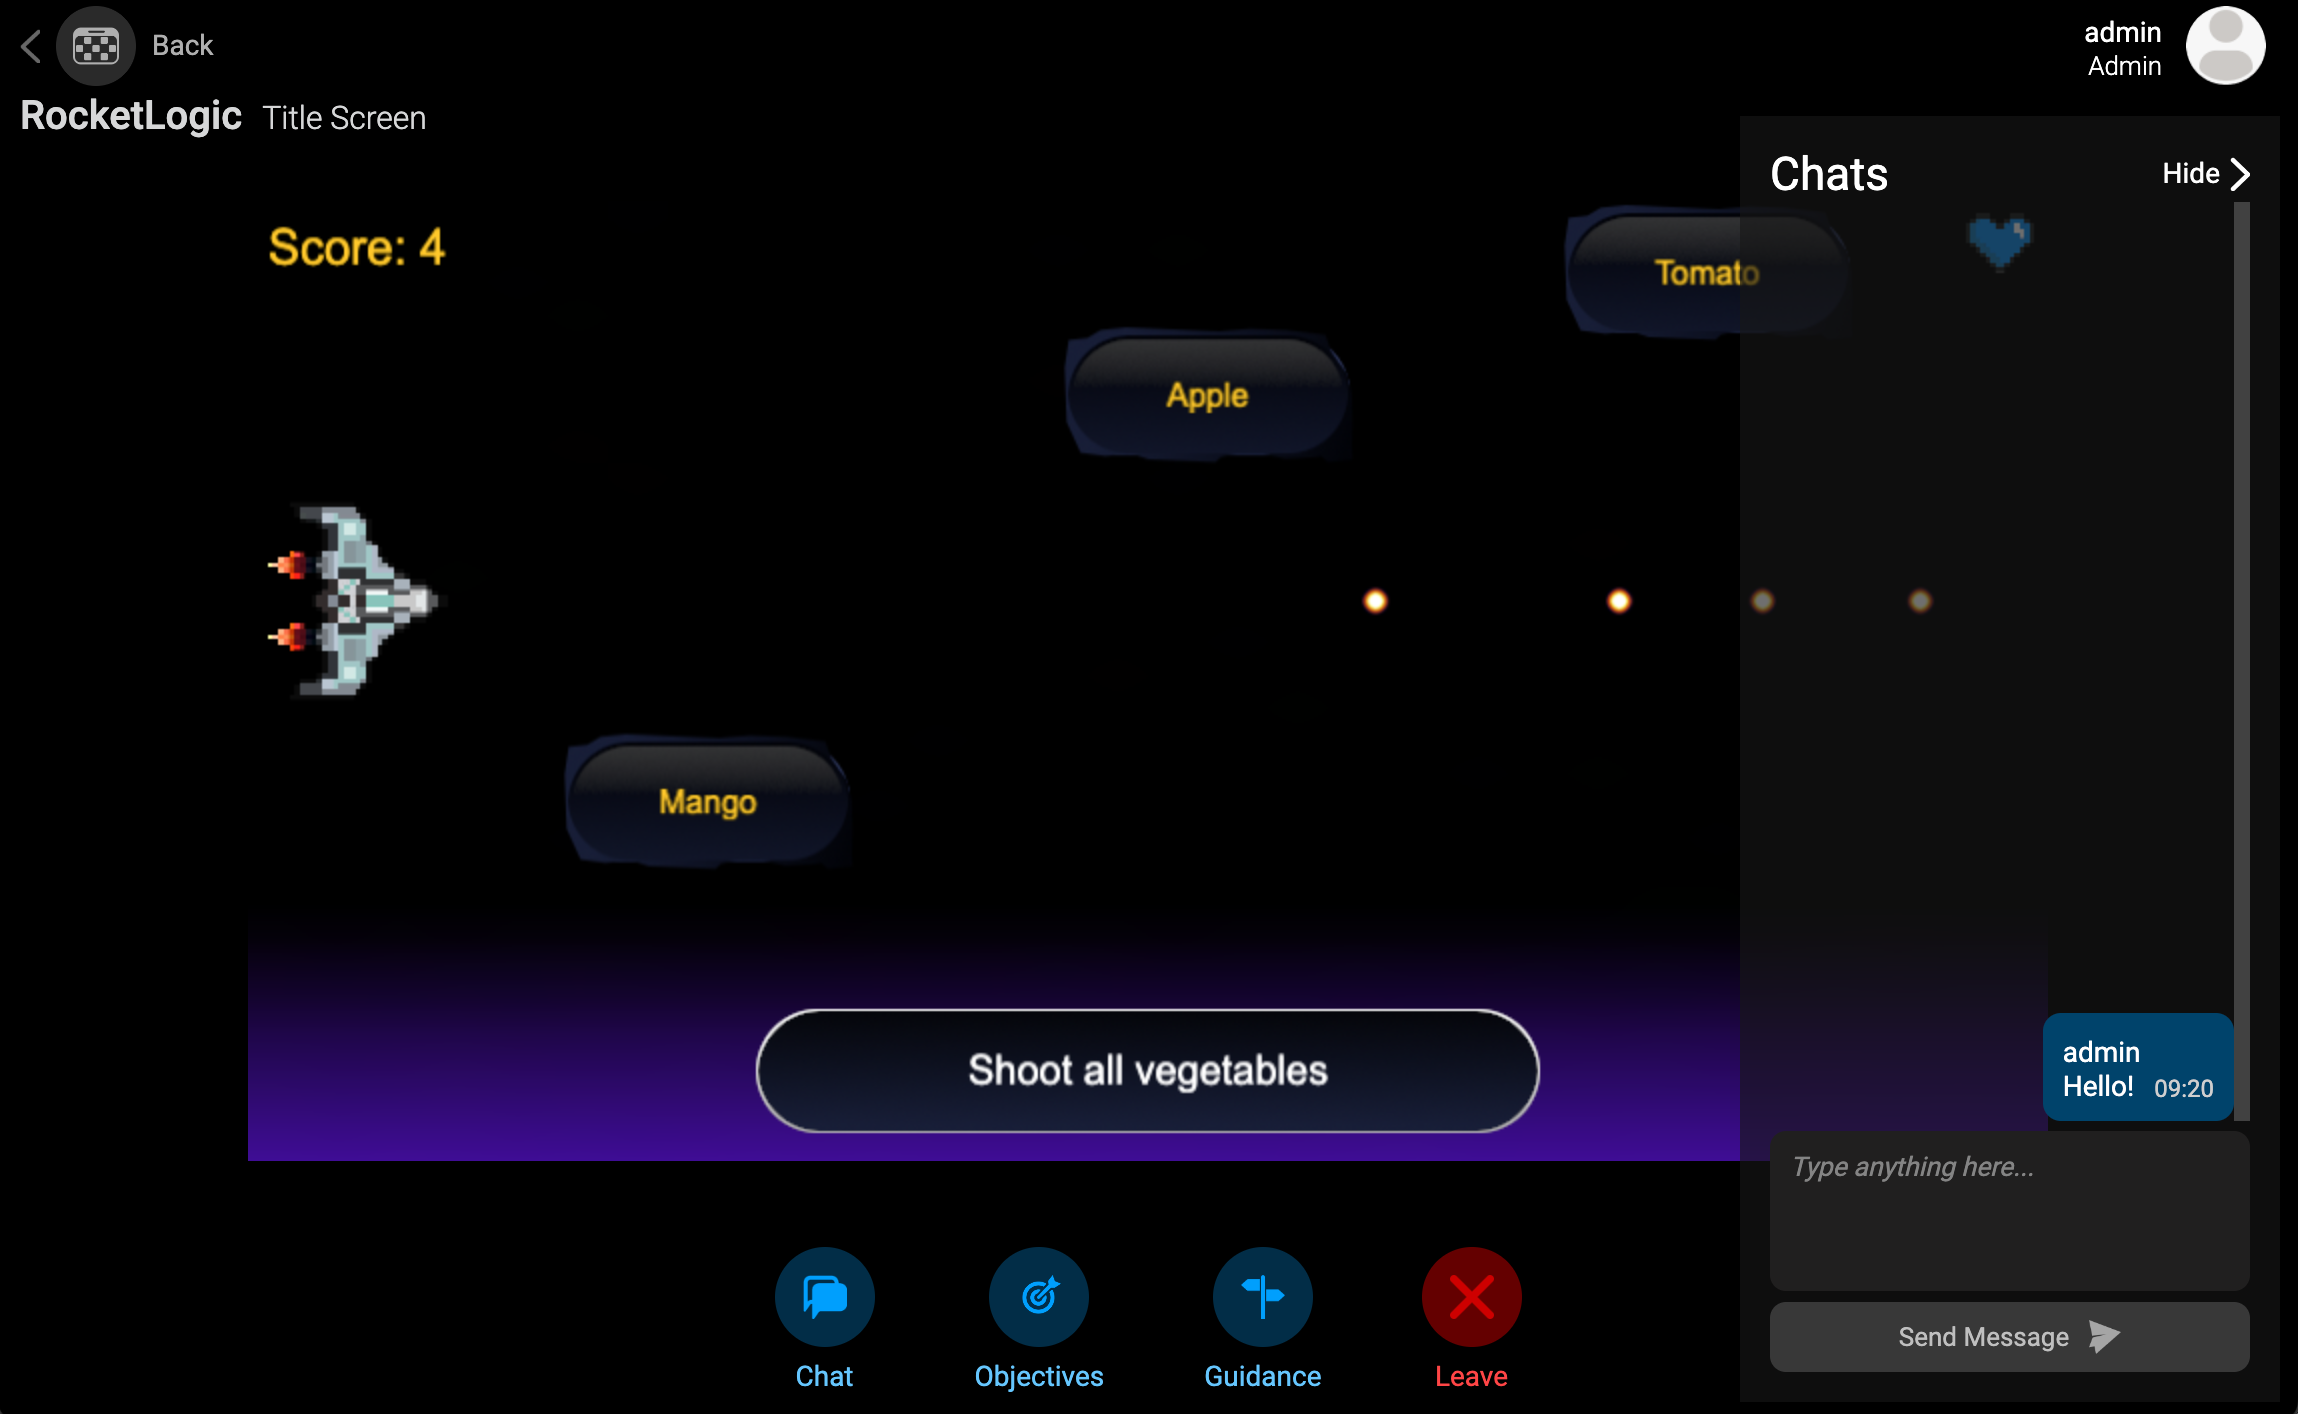 Back
admin
Admin
RocketLogic Title Screen
Chats
Hide
Score: 4
Tomato
Apple
Mango
Shoot all vegetables
admin
Hello! 09:20
Type anything here...
Send Message
Chat
Objectives
Guidance
Leave